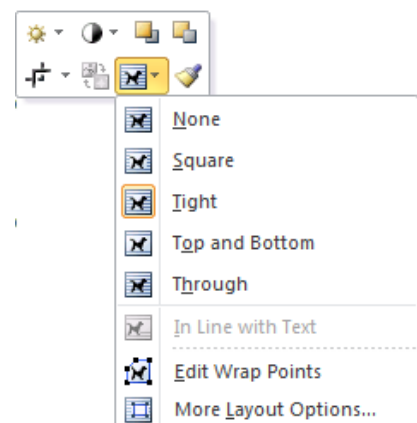 None
Square
Tight
Top and Bottom
Through
In Line with Text
Edit Wrap Points
More Layout Options...